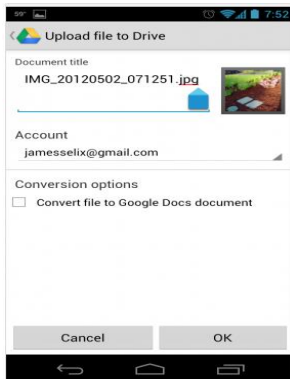 59° 7:52
Upload file to Drive
Document title
IMG_20120502_071251.jpg
Account
jamesselix@gmail.com
Conversion options
Convert file to Google Docs document
Cancel OK